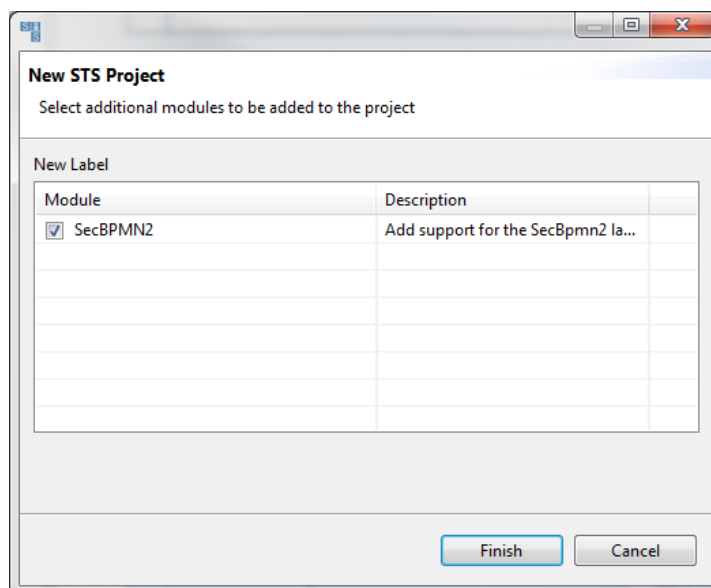 New STS Project
Select additional modules to be added to the project
New Label
Module Description
SecBPMN2 Add support for the SecBpmn2 la...
Finish Cancel